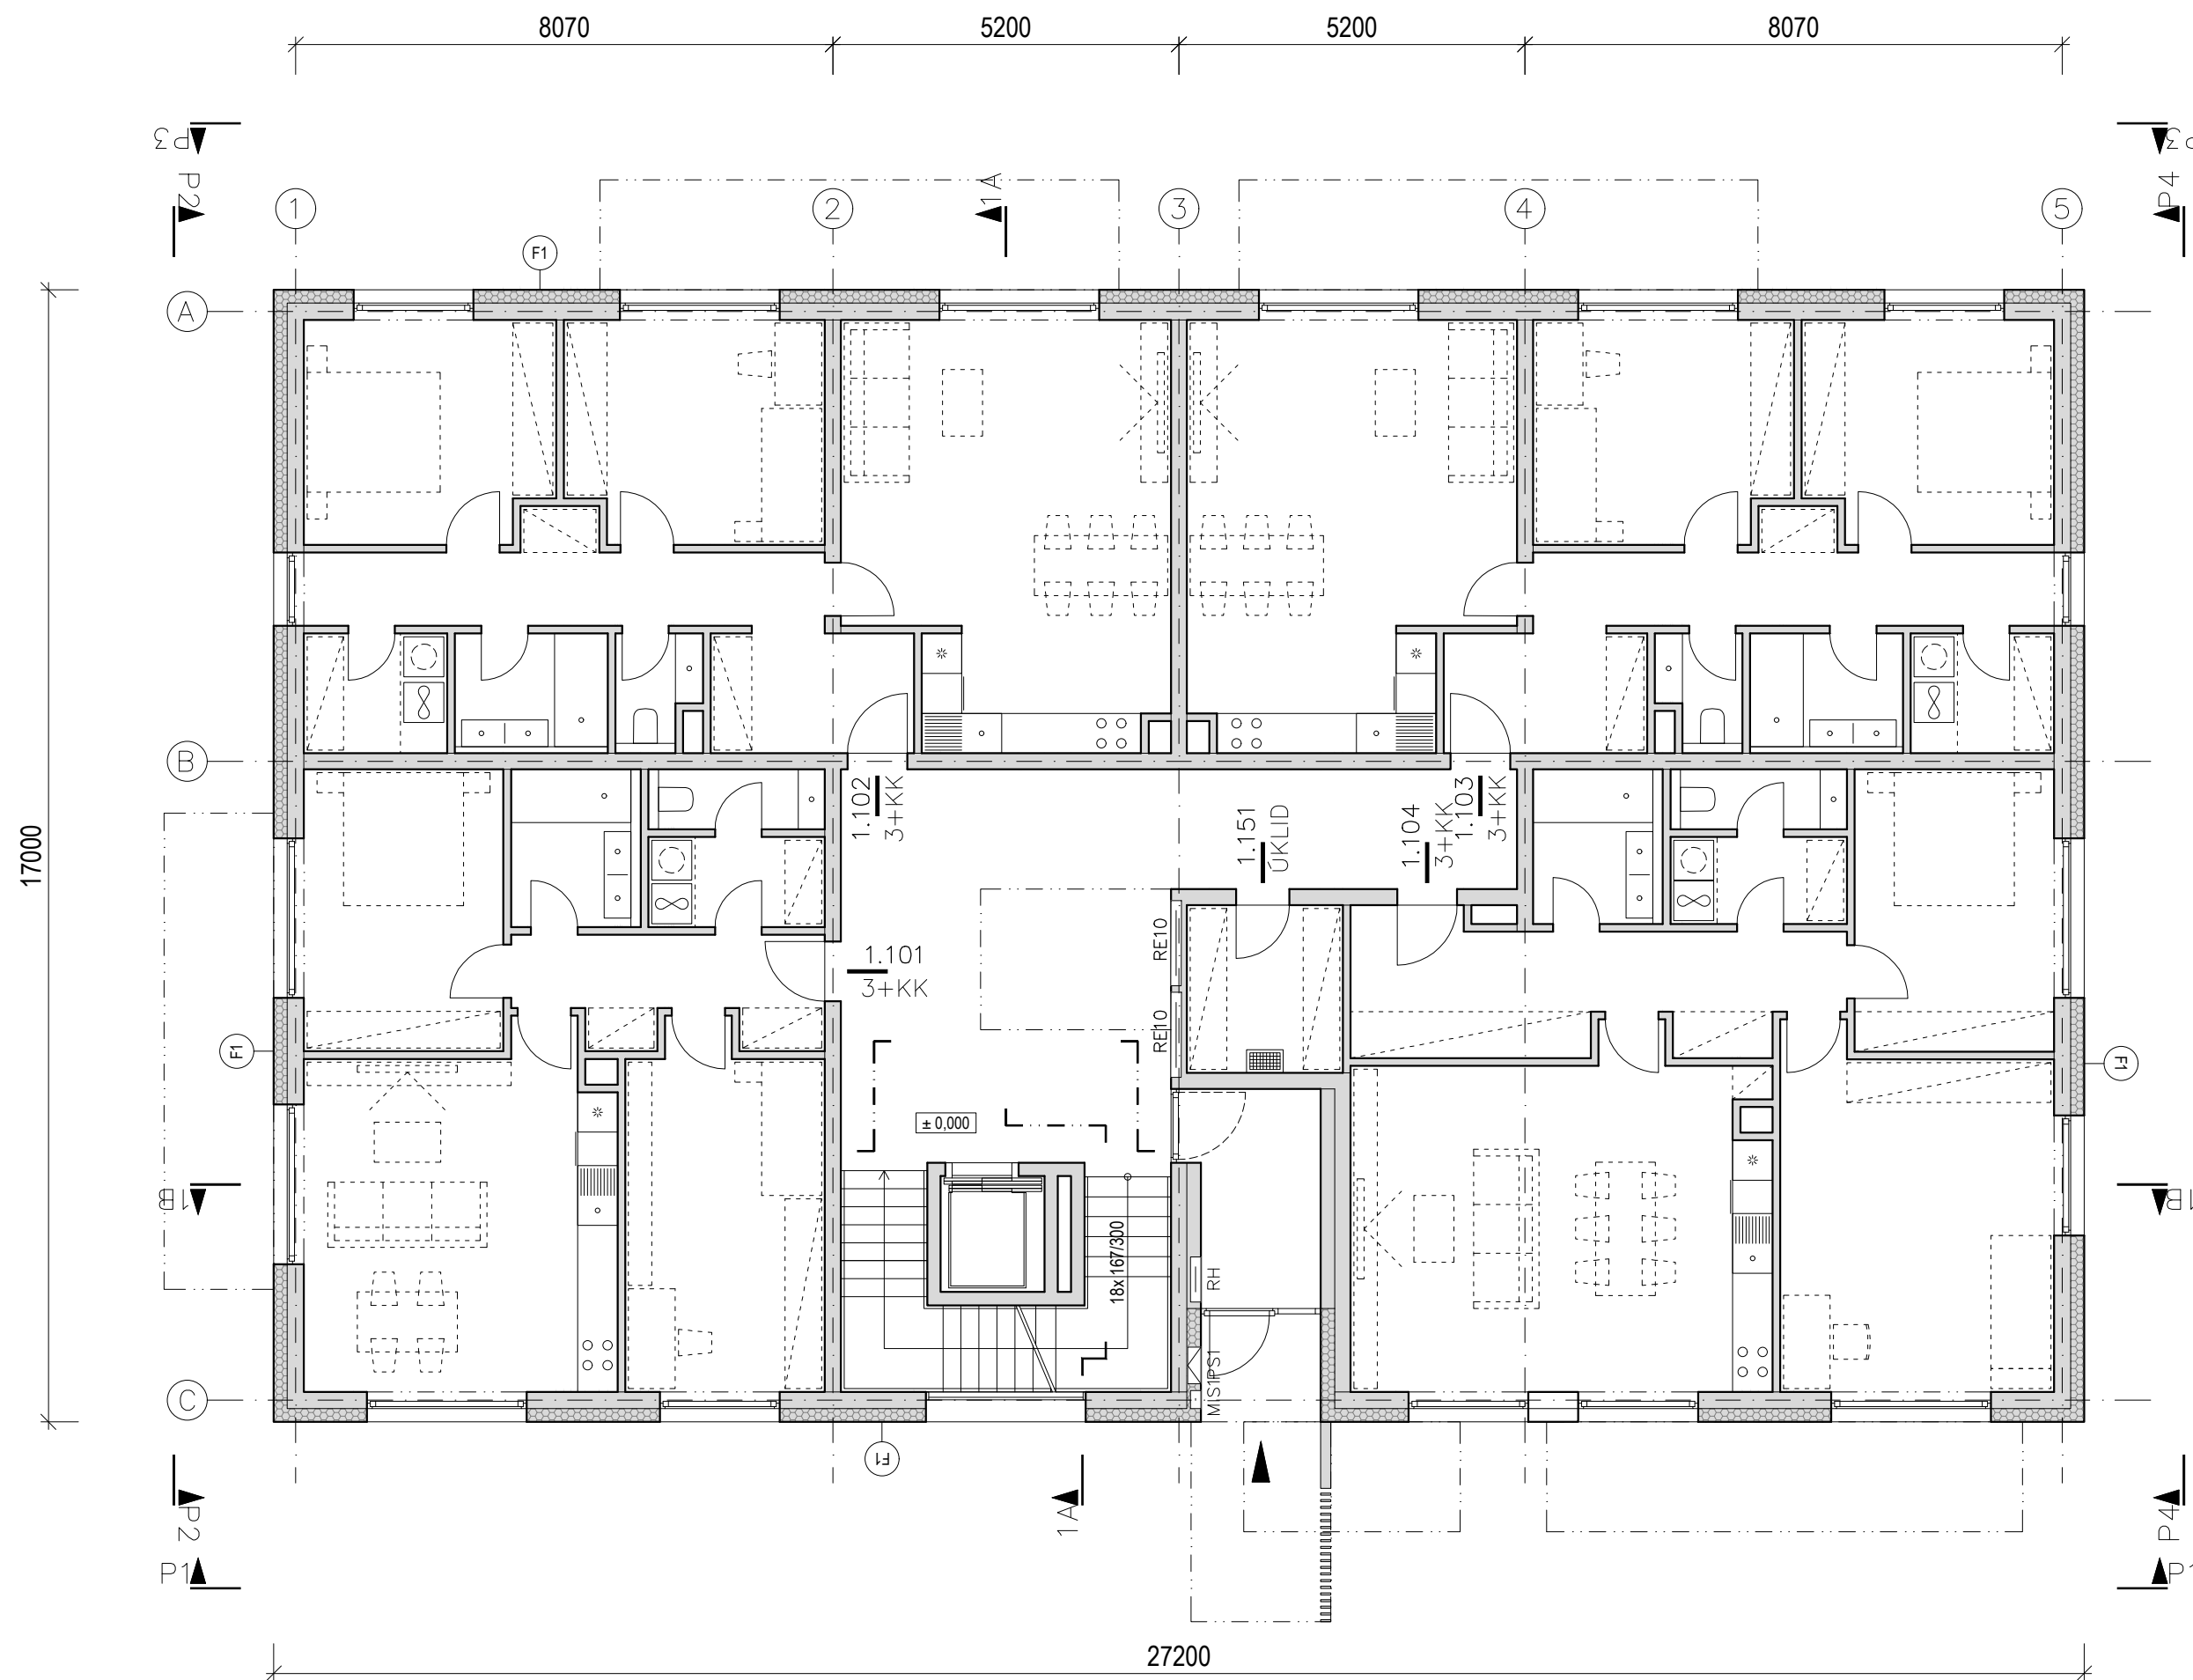 8070 5200 5200 8070
P3 P3
P2 1A P4
1 2 3 4 5
F1
A
17000
B
1.102
3+KK
1.151
ÚKLID
1.104
3+KK
1.103
3+KK
1.101
3+KK
RE10
RE10
F1 F1
± 0,000
1B 1B
18x 167/300
RH
MS1PS1
C
F1
P2 1A P4
P1 P1
27200